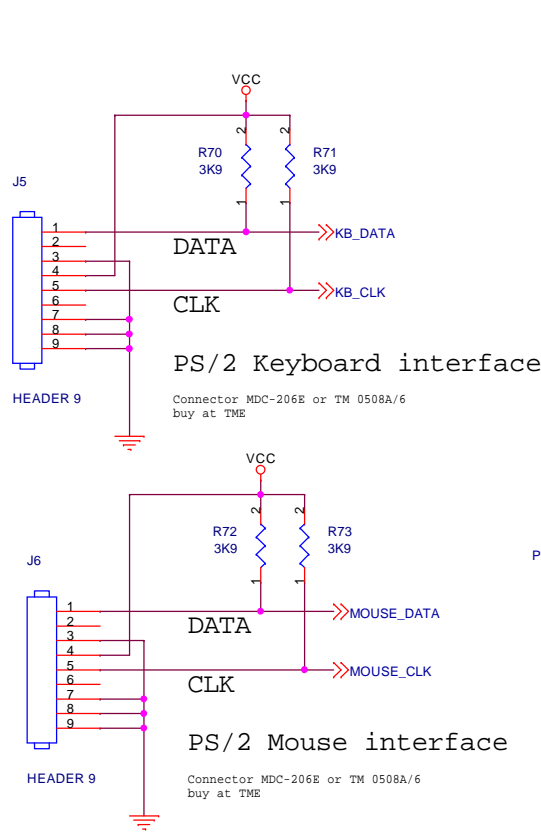 VCC
R70
3K9
2
1
R71
3K9
2
1
J5
1
2
3
4
5
6
7
8
9
DATA
KB_DATA
CLK
KB_CLK
PS/2 Keyboard interface
HEADER 9
Connector MDC-206E or TM 0508A/6
buy at TME
VCC
R72
3K9
2
1
R73
3K9
2
1
P
J6
1
2
3
4
5
6
7
8
9
DATA
MOUSE_DATA
CLK
MOUSE_CLK
PS/2 Mouse interface
HEADER 9
Connector MDC-206E or TM 0508A/6
buy at TME